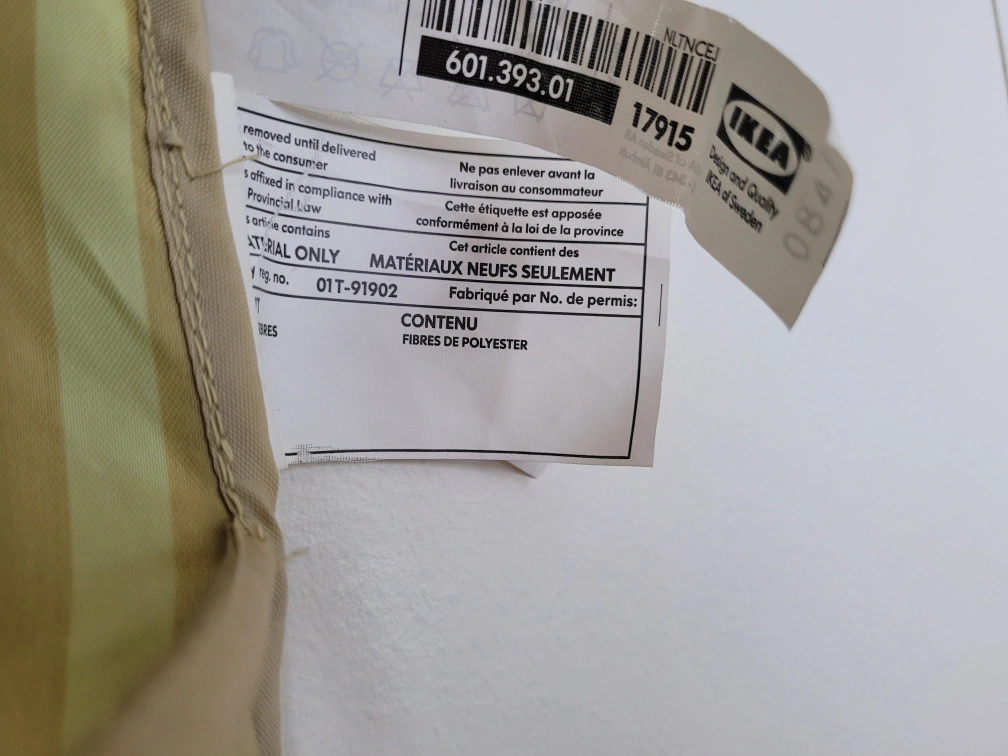 NLTNCEJ
601.393.01
17915
IKEA
®
Design and Quality
IKEA of Sweden
084
removed until delivered
to the consumer
Ne pas enlever avant la
livraison au consommateur
affixed in compliance with
Provincial Law
Cette étiquette est apposée
conformément à la loi de la province
article contains
MATERIAL ONLY
Cet article contient des
MATÉRIAUX NEUFS SEULEMENT
reg. no. 01T-91902
Fabriqué par No. de permis:
CONTENU
FIBRES DE POLYESTER